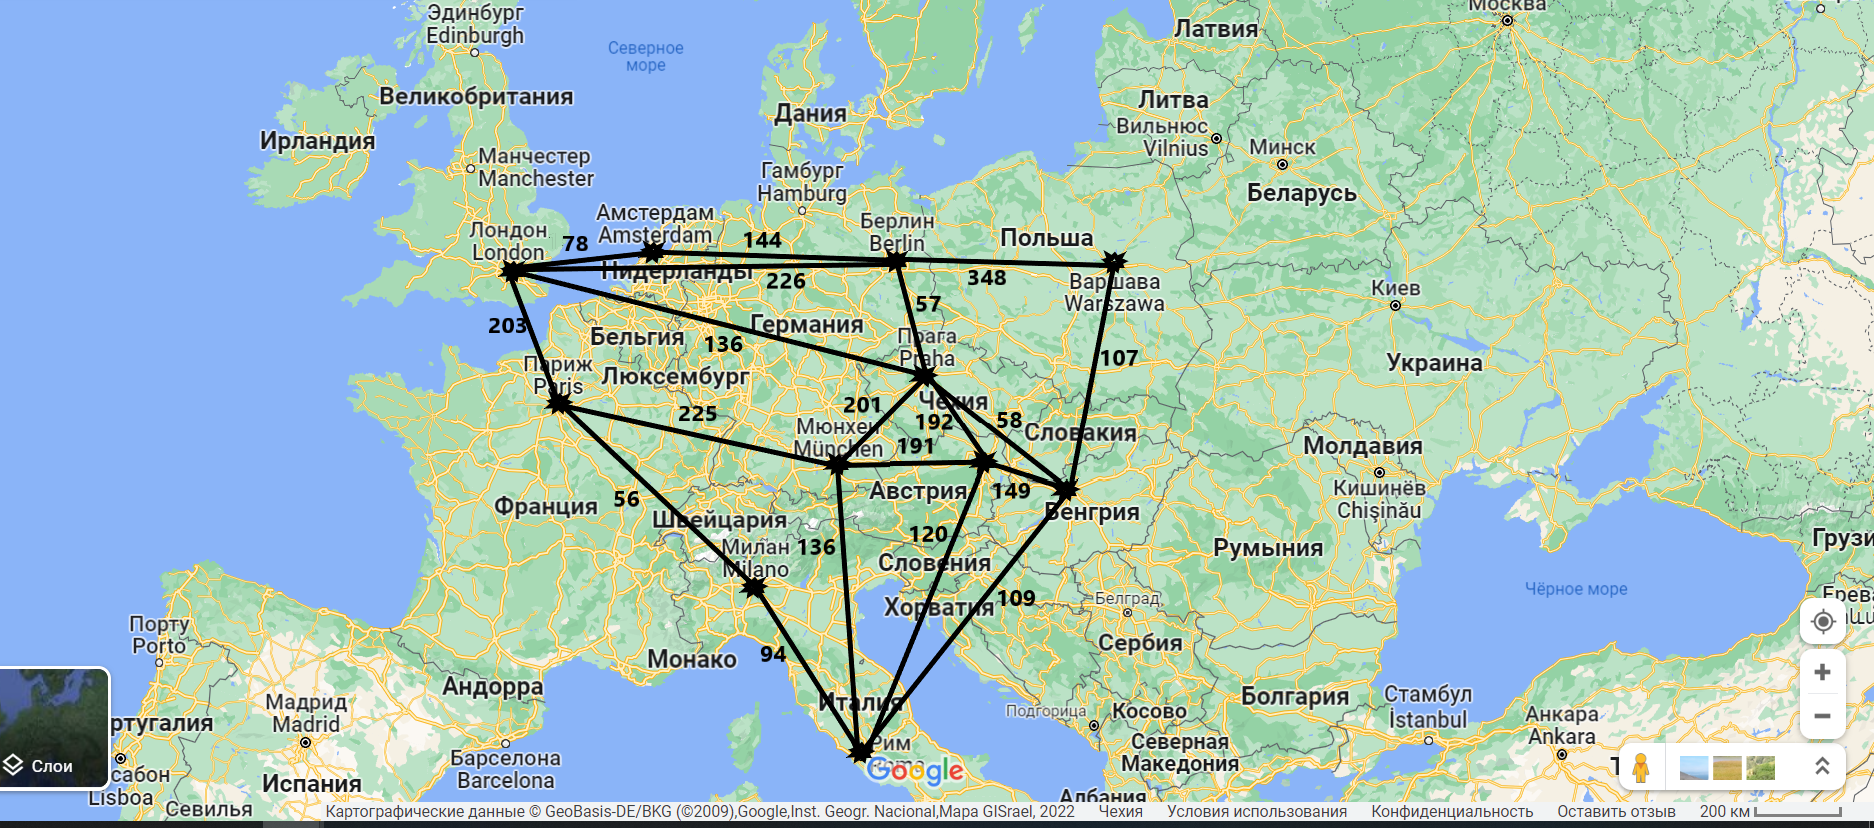 Москва
Эдинбург
Edinburgh
Северное
море
Латвия
Великобритания
Дания
Литва
Вильнюс
Vilnius
Ирландия
Манчестер
Manchester
Минск
Гамбург
Hamburg
Беларусь
Амстердам
Amsterdam
Лондон
London
78
144
Берлин
Berlin
Польша
Нидерланды
226
348
Варшава
Warszawa
Киев
203
57
Бельгия
136
Германия
Прага
Praha
107
Украина
Париж
Paris
Люксембург
225
201
Чехия
192
58
Мюнхен
München
191
Словакия
Молдавия
Австрия
149
Кишинёв
Chișinău
Франция
56
Венгрия
Швейцария
136
120
Милан
Milano
Словения
Румыния
Грузи
Хорватия
109
Белград
Чёрное море
Ерева
Порту
Porto
Сербия
94
Монако
Андорра
Италия
Мадрид
Madrid
Подгорица
Косово
Болгария
Стамбул
İstanbul
Анкара
Ankara
ртугалия
Барселона
Barcelona
Рим
Северная
Македония
Слои
сабон
Lisboa
Испания
Google
Севилья
Албания
Картографические данные © GeoBasis-DE/BKG (©2009),Google,Inst. Geogr. Nacional,Mapa GISrael, 2022 Чехия Условия использования Конфиденциальность Оставить отзыв 200 км